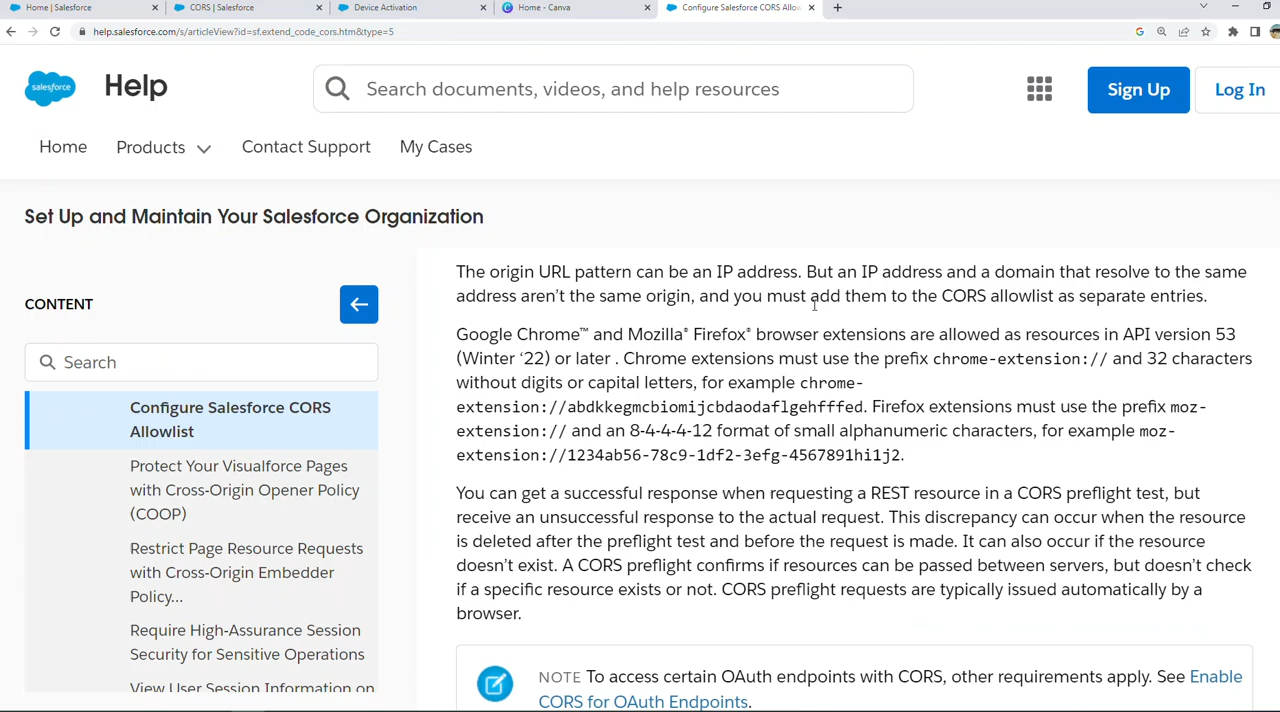 Home | Salesforce
CORS | Salesforce
Device Activation
Home - Canva
Configure Salesforce CORS Allow
help.salesforce.com/s/articleView?id=sf.extend_code_cors.htm&type=5
salesforce
Help
Search documents, videos, and help resources
Sign Up
Log In
Home
Products
Contact Support
My Cases
Set Up and Maintain Your Salesforce Organization
CONTENT
Search
Configure Salesforce CORS
Allowlist
Protect Your Visualforce Pages
with Cross-Origin Opener Policy
(COOP)
Restrict Page Resource Requests
with Cross-Origin Embedder
Policy...
Require High-Assurance Session
Security for Sensitive Operations
View User Session Information on
The origin URL pattern can be an IP address. But an IP address and a domain that resolve to the same
address aren’t the same origin, and you must add them to the CORS allowlist as separate entries.
Google Chrome™ and Mozilla® Firefox® browser extensions are allowed as resources in API version 53
(Winter ‘22) or later . Chrome extensions must use the prefix chrome-extension:// and 32 characters
without digits or capital letters, for example chrome-
extension://abdkkegmcbiomijcbdaodaflgehfffed. Firefox extensions must use the prefix moz-
extension:// and an 8-4-4-4-12 format of small alphanumeric characters, for example moz-
extension://1234ab56-78c9-1df2-3efg-4567891hi1j2.
You can get a successful response when requesting a REST resource in a CORS preflight test, but
receive an unsuccessful response to the actual request. This discrepancy can occur when the resource
is deleted after the preflight test and before the request is made. It can also occur if the resource
doesn’t exist. A CORS preflight confirms if resources can be passed between servers, but doesn’t check
if a specific resource exists or not. CORS preflight requests are typically issued automatically by a
browser.
NOTE To access certain OAuth endpoints with CORS, other requirements apply. See Enable
CORS for OAuth Endpoints.